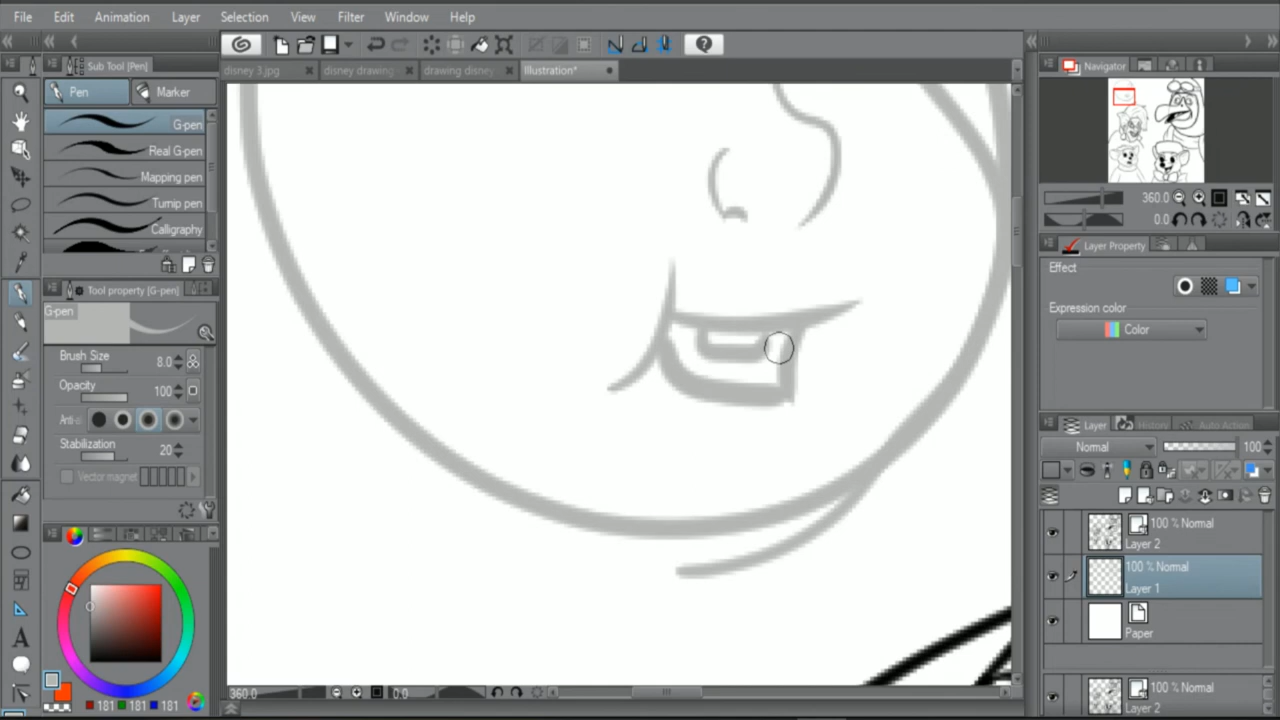 File Edit Animation Layer Selection View Filter Window Help
Sub Tool [Pen]
disney 3.jpg disney drawing drawing disney Illustration*
Navigator
Pen Marker
G-pen
Real G-pen
Mapping pen
Turnip pen
Calligraphy
360.0
0.0
Layer Property
Effect
Expression color
Color
Tool property [G-pen]
G-pen
Brush Size 8.0
Opacity 100
Anti-a
Stabilization 20
Vector magnet
Layer History Auto Action
Normal 100
100 % Normal
Layer 2
100 % Normal
Layer 1
Paper
100 % Normal
Layer 2
181 181 181
360.0 0.0